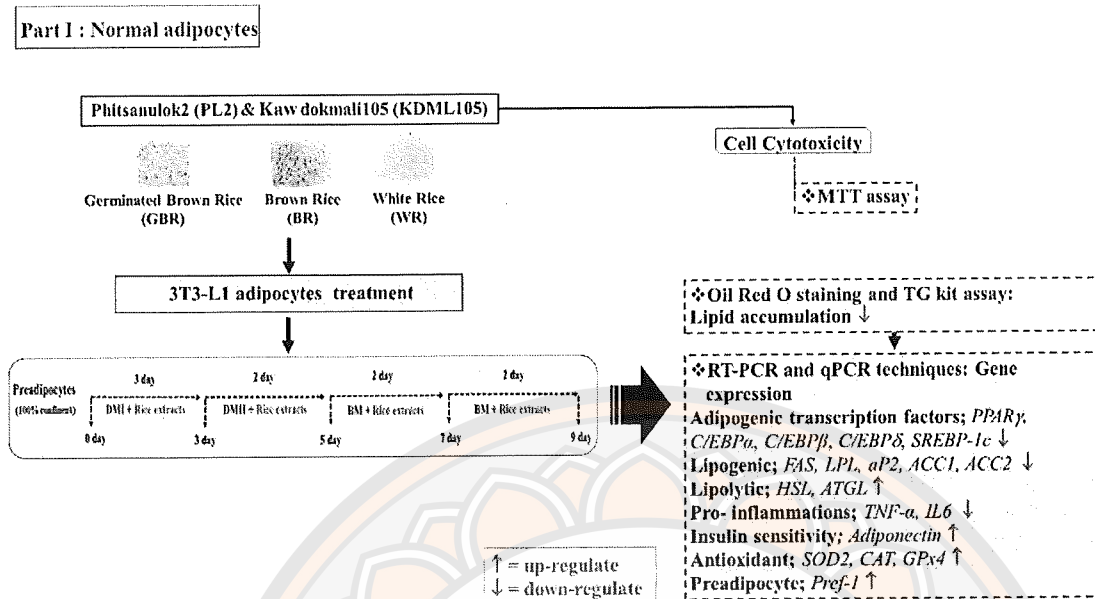 Part I : Normal adipocytes
Phitsanulok2 (PL2) & Kaw dokmali105 (KDML105)
Cell Cytotoxicity
❖MTT assay
Germinated Brown Rice
(GBR)
Brown Rice
(BR)
White Rice
(WR)
3T3-L1 adipocytes treatment
Preadipocytes
(100% confluent)
3 day
2 day
2 day
2 day
DMI + Rice extracts
DMII + Rice extracts
BM + Rice extracts
BM + Rice extracts
0 day
3 day
5 day
7 day
9 day
❖Oil Red O staining and TG kit assay:
Lipid accumulation ↓
❖RT-PCR and qPCR techniques: Gene
expression
Adipogenic transcription factors; PPARγ,
C/EBPα, C/EBPβ, C/EBPδ, SREBP-1c ↓
Lipogenic; FAS, LPL, aP2, ACC1, ACC2 ↓
Lipolytic; HSL, ATGL ↑
Pro- inflammations; TNF-α, IL6 ↓
Insulin sensitivity; Adiponectin ↑
Antioxidant; SOD2, CAT, GPx4 ↑
Preadipocyte; Pref-1 ↑
↑ = up-regulate
↓ = down-regulate